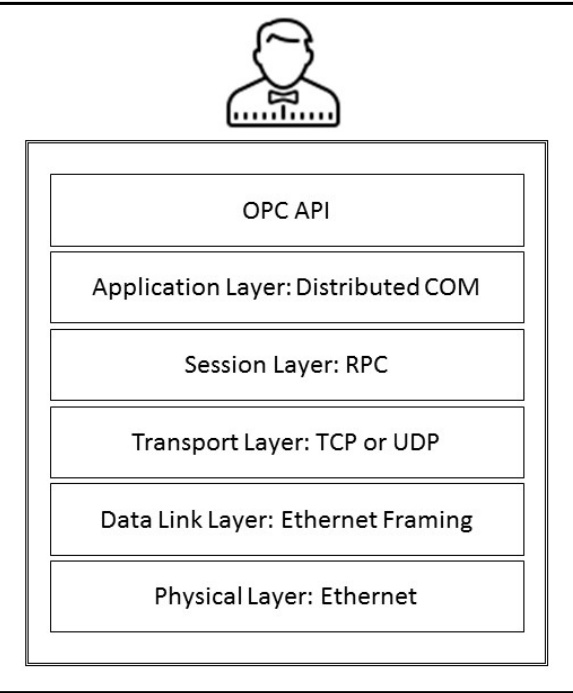 OPC API
Application Layer: Distributed COM
Session Layer: RPC
Transport Layer: TCP or UDP
Data Link Layer: Ethernet Framing
Physical Layer: Ethernet